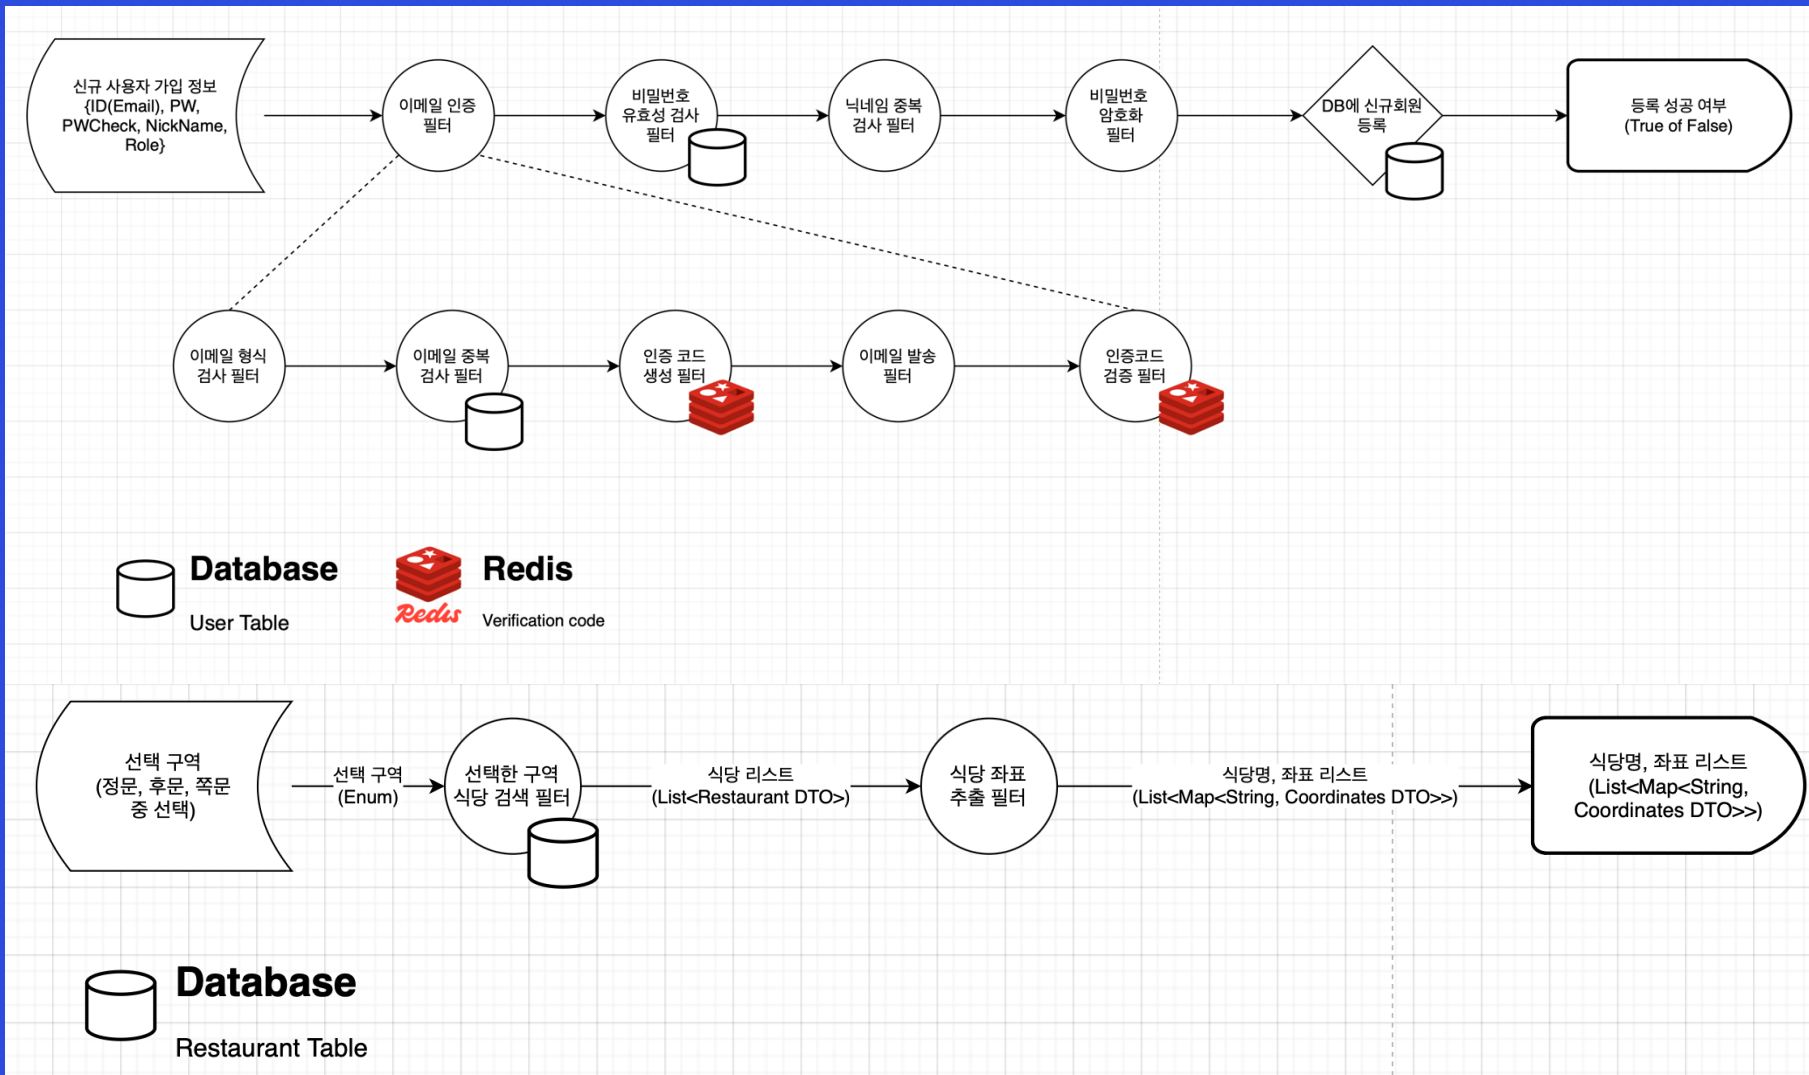 신규 사용자 가입 정보
{ID(Email), PW,
PWCheck, NickName,
Role}
이메일 인증
필터
비밀번호
유효성 검사
필터
닉네임 중복
검사 필터
비밀번호
암호화
필터
DB에 신규회원
등록
등록 성공 여부
(True of False)
이메일 형식
검사 필터
이메일 중복
검사 필터
인증 코드
생성 필터
이메일 발송
필터
인증코드
검증 필터
Database
User Table
Redis
Redis
Verification code
선택 구역
(정문, 후문, 쪽문
중 선택)
선택 구역
(Enum)
선택한 구역
식당 검색 필터
식당 리스트
(List<Restaurant DTO>)
식당 좌표
추출 필터
식당명, 좌표 리스트
(List<Map<String, Coordinates DTO>>)
식당명, 좌표 리스트
(List<Map<String,
Coordinates DTO>>)
Database
Restaurant Table